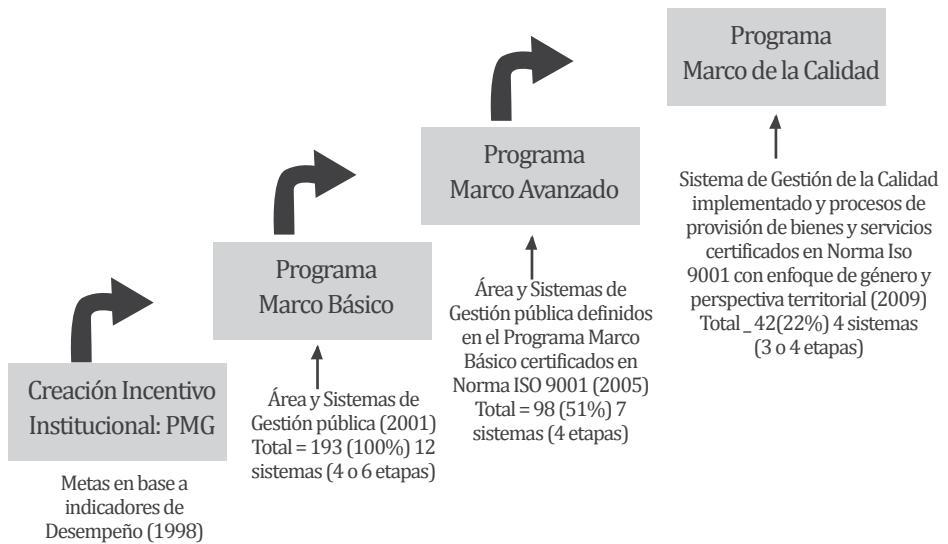 Creación Incentivo
Institucional: PMG
Metas en base a
indicadores de
Desempeño (1998)
Programa
Marco Básico
Área y Sistemas de
Gestión pública (2001)
Total = 193 (100%) 12
sistemas (4 o 6 etapas)
Programa
Marco Avanzado
Área y Sistemas de
Gestión pública definidos
en el Programa Marco
Básico certificados en
Norma ISO 9001 (2005)
Total = 98 (51%) 7
sistemas (4 etapas)
Programa
Marco de la Calidad
Sistema de Gestión de la Calidad
implementado y procesos de
provisión de bienes y servicios
certificados en Norma Iso
9001 con enfoque de género y
perspectiva territorial (2009)
Total _ 42(22%) 4 sistemas
(3 o 4 etapas)